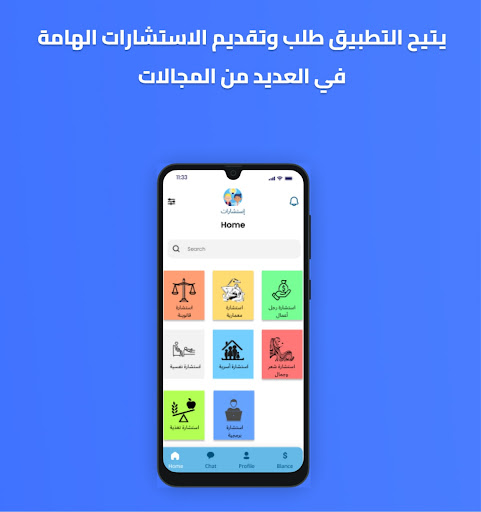 يتيح التطبيق طلب وتقديم الاستشارات الهامة
في العديد من المجالات
11:33
إستشارات
Home
Search
استشارة
قانونية
استشارة
معمارية
استشارة رجل
أعمال
استشارة نفسية
استشارة أسرية
استشارة شعر
وجمال
استشارة تغذية
استشارة
برمجية
Home
Chat
Profile
Blance